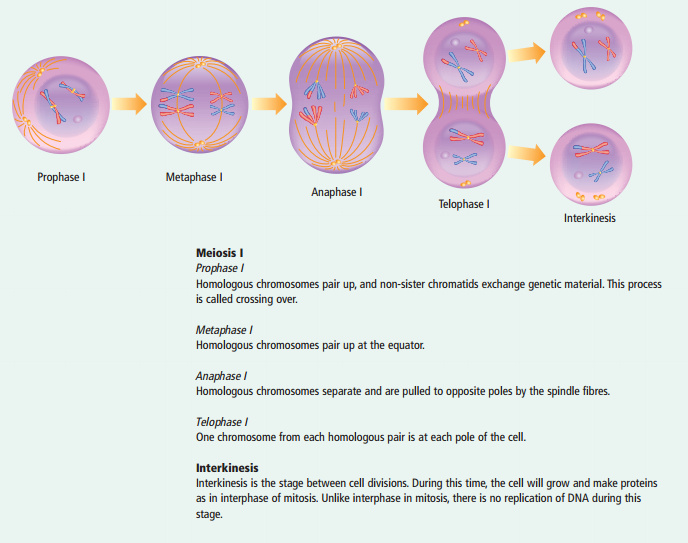 Prophase I
Metaphase I
Anaphase I
Telophase I
Interkinesis
Meiosis I
Prophase I
Homologous chromosomes pair up, and non-sister chromatids exchange genetic material. This process
is called crossing over.
Metaphase I
Homologous chromosomes pair up at the equator.
Anaphase I
Homologous chromosomes separate and are pulled to opposite poles by the spindle fibres.
Telophase I
One chromosome from each homologous pair is at each pole of the cell.
Interkinesis
Interkinesis is the stage between cell divisions. During this time, the cell will grow and make proteins
as in interphase of mitosis. Unlike interphase in mitosis, there is no replication of DNA during this
stage.